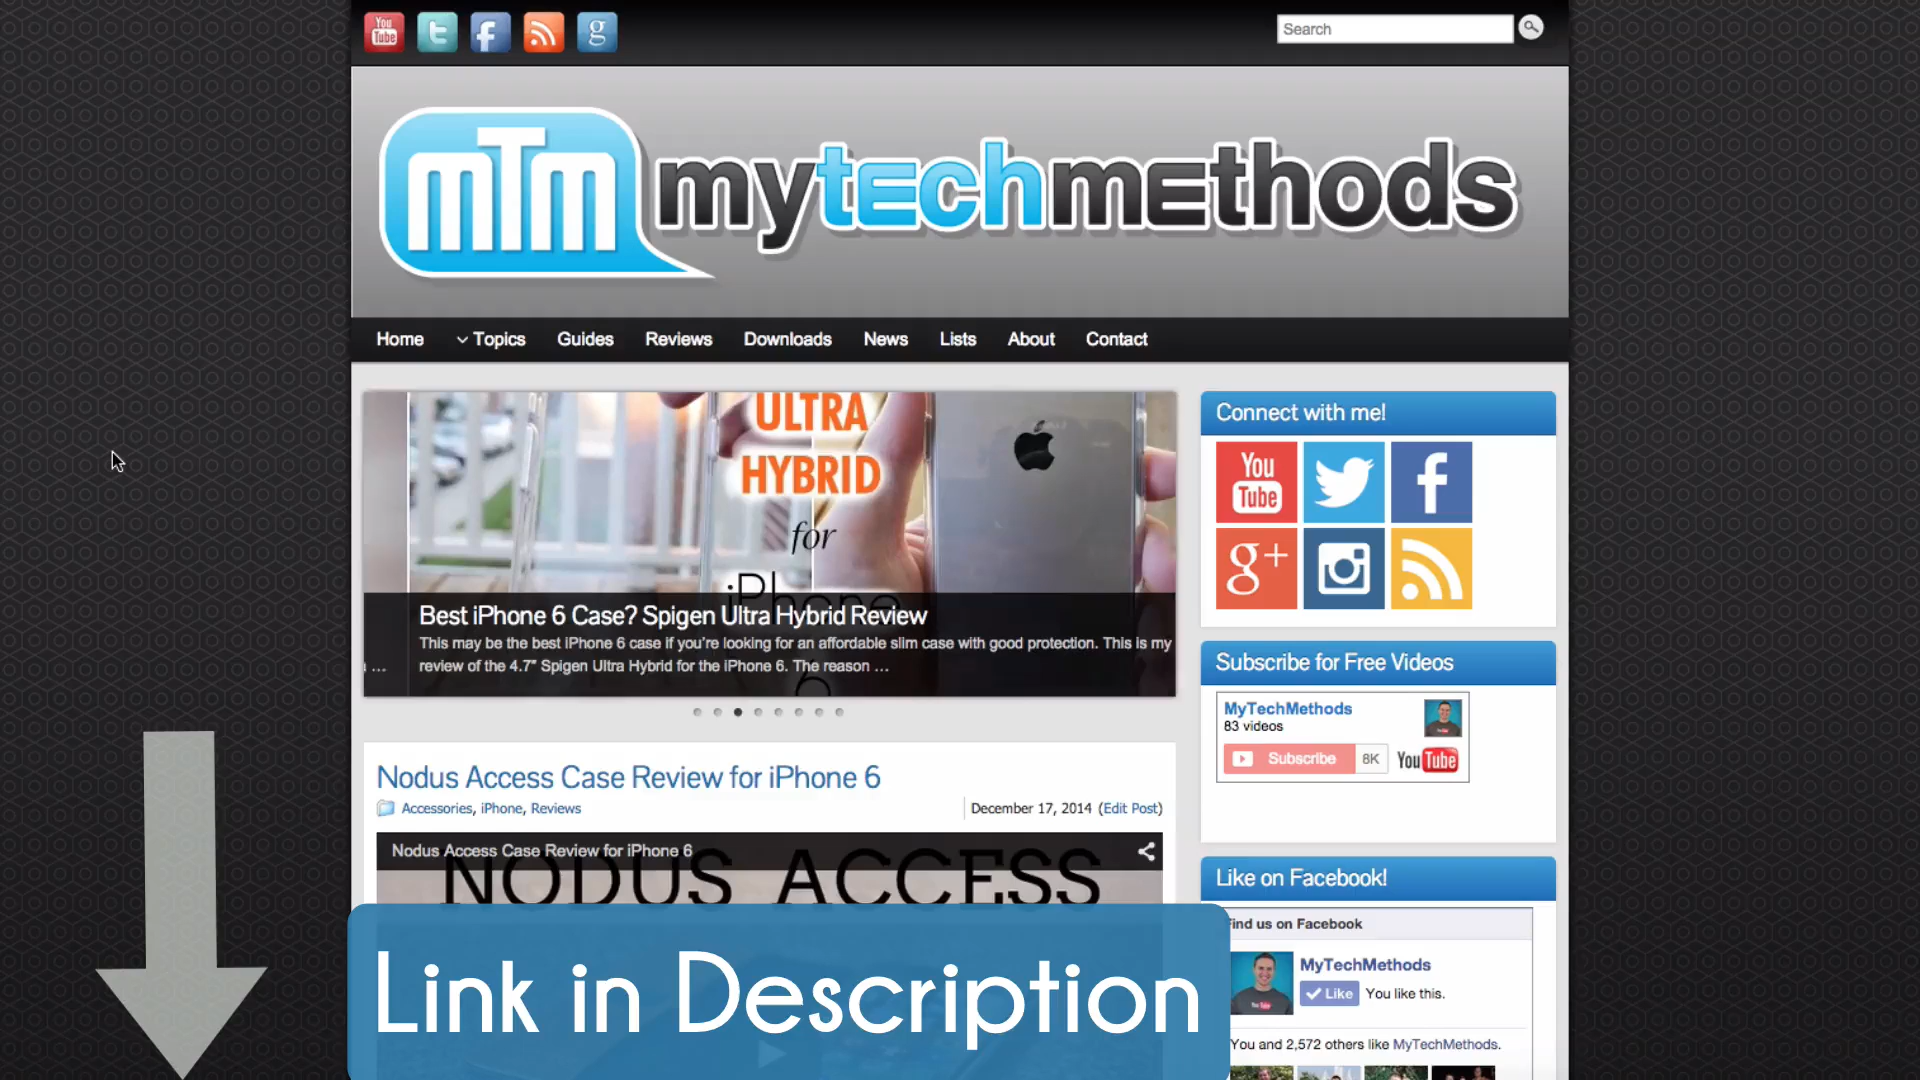 You
Tube
t
f
g
Search
mTm mytechmethods
Home
Topics
Guides
Reviews
Downloads
News
Lists
About
Contact
ULTRA
HYBRID
for
iPhone
6
Best iPhone 6 Case? Spigen Ultra Hybrid Review
This may be the best iPhone 6 case if you're looking for an affordable slim case with good protection. This is my
review of the 4.7" Spigen Ultra Hybrid for the iPhone 6. The reason ...
...
Connect with me!
You
Tube
f
g+
Subscribe for Free Videos
MyTechMethods
83 videos
Subscribe 8K YouTube
Nodus Access Case Review for iPhone 6
Accessories, iPhone, Reviews
December 17, 2014 (Edit Post)
Nodus Access Case Review for iPhone 6
NODUS ACCESS
Link in Description
Like on Facebook!
Find us on Facebook
MyTechMethods
Like You like this.
You and 2,572 others like MyTechMethods.